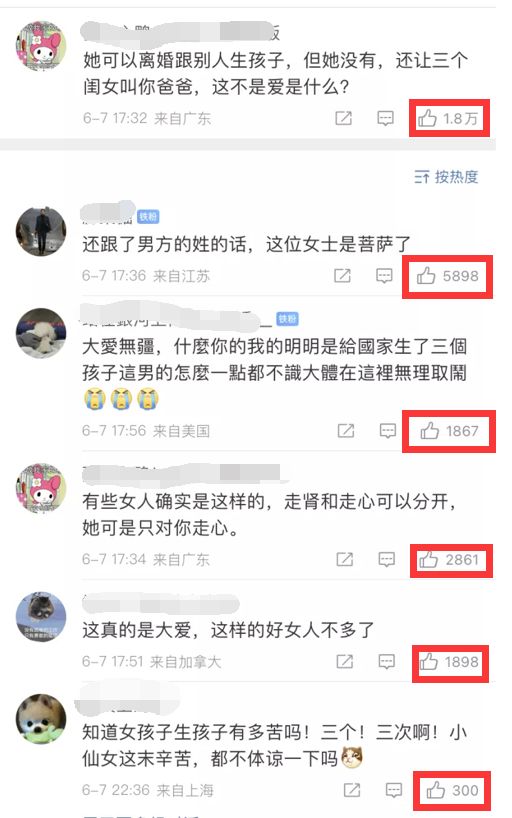 她可以离婚跟别人生孩子，但她没有，还让三个
闺女叫你爸爸，这不是爱是什么？
6-7 17:32 来自广东
1.8万
按热度
铁粉
还跟了男方的姓的话，这位女士是菩萨了
6-7 17:36 来自江苏
5898
铁粉
大愛無疆，什麼你的我的明明是給國家生了三個
孩子這男的怎麼一點都不識大體在這裡無理取鬧
6-7 17:56 来自美国
1867
有些女人确实是这样的，走肾和走心可以分开，
她可是只对你走心。
6-7 17:34 来自广东
2861
这真的是大爱，这样的好女人不多了
6-7 17:51 来自加拿大
1898
知道女孩子生孩子有多苦吗！三个！三次啊！小
仙女这末辛苦，都不体谅一下吗
6-7 22:36 来自上海
300